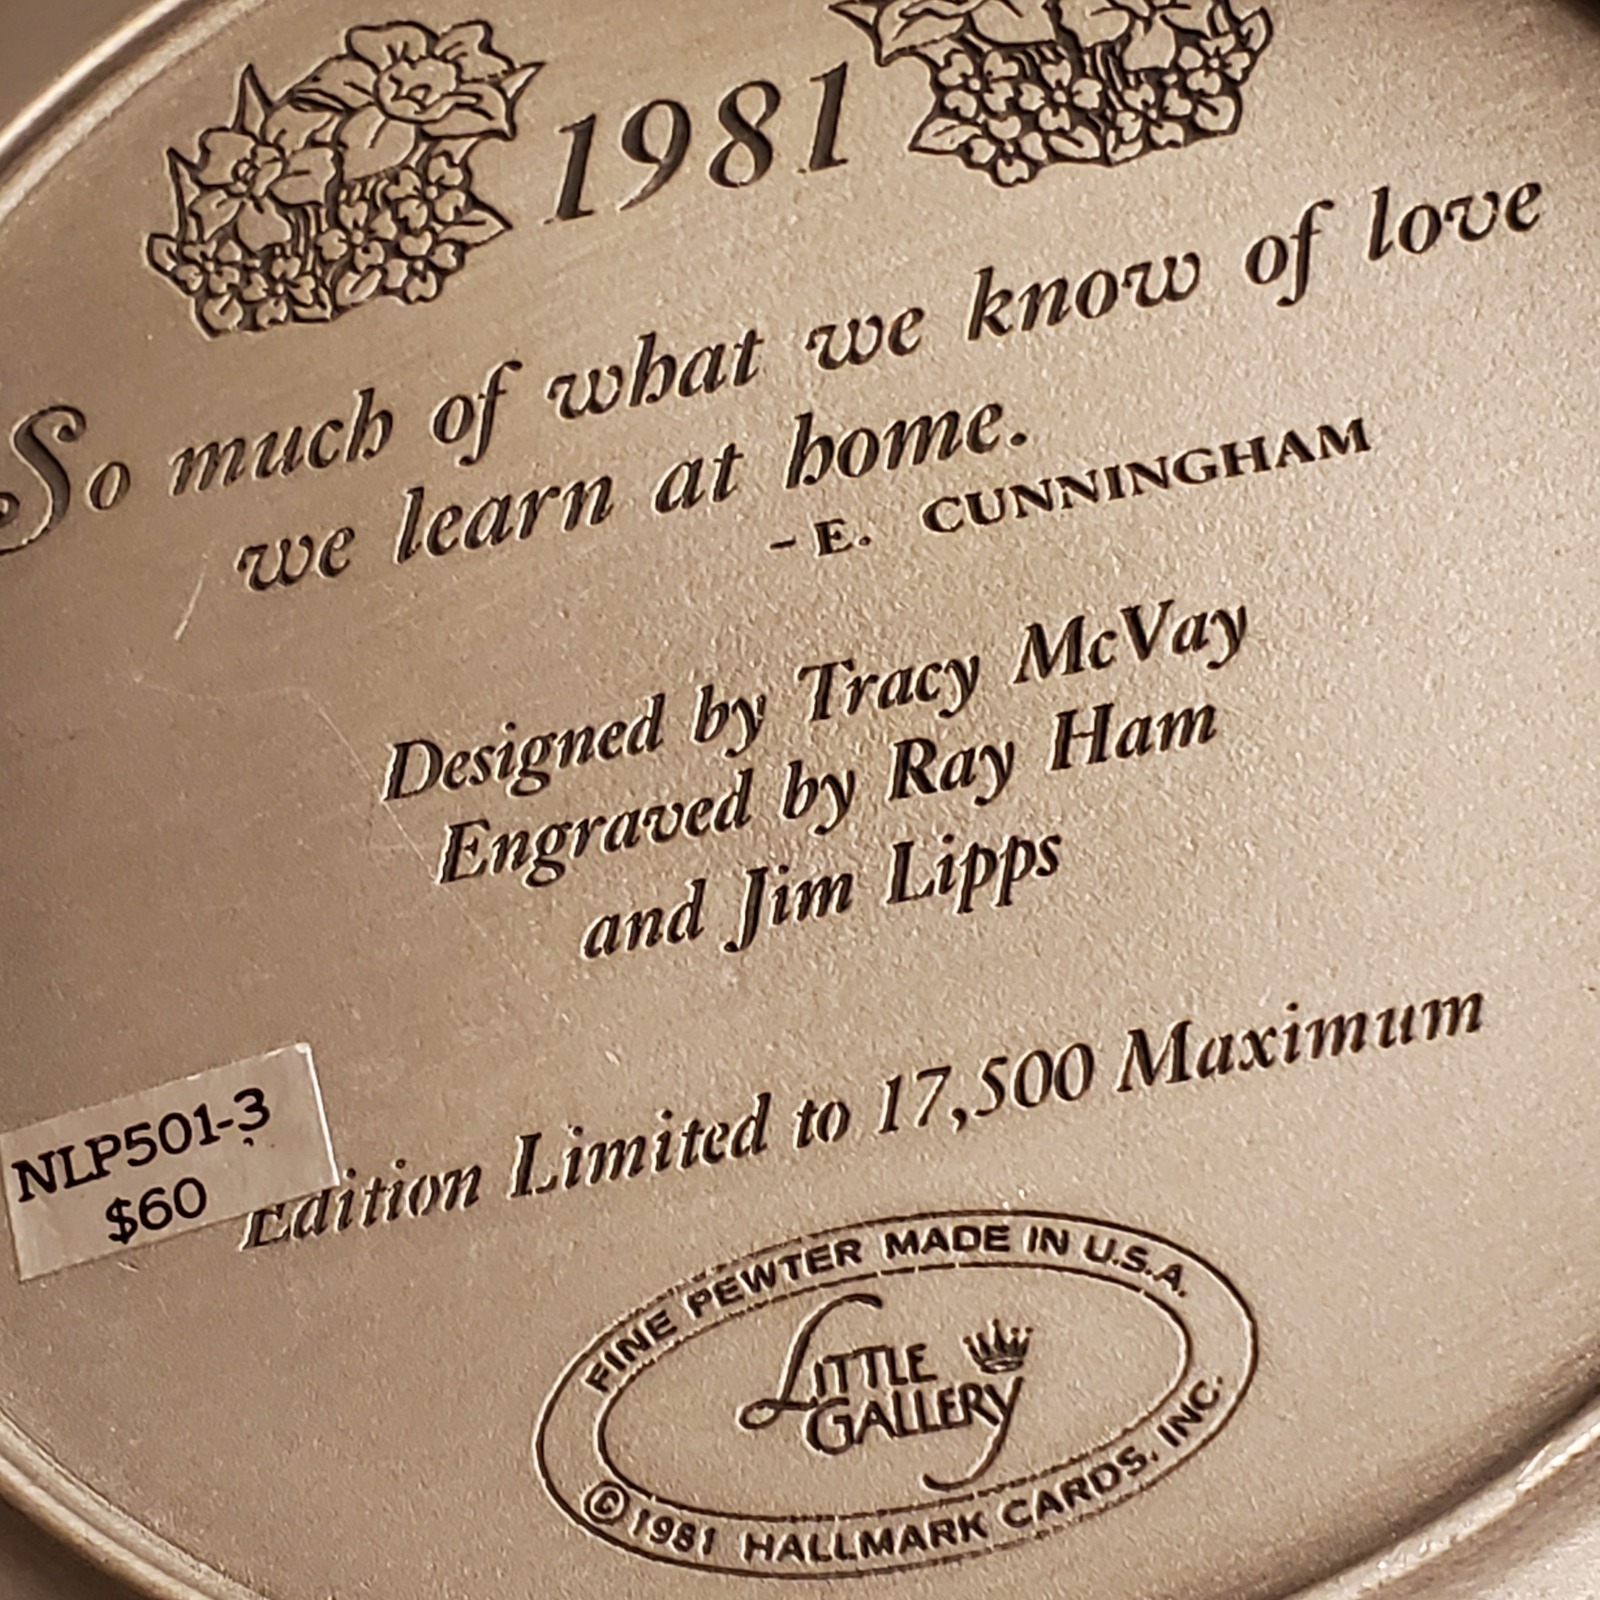 1981
So much of what we know of love
we learn at home.
- E. CUNNINGHAM
Designed by Tracy McVay
Engraved by Ray Ham
and Jim Lipps
Edition Limited to 17,500 Maximum
NLP501-3
$60
FINE PEWTER MADE IN U.S.A.
LITTLE
GALLERY
© 1981 HALLMARK CARDS, INC.